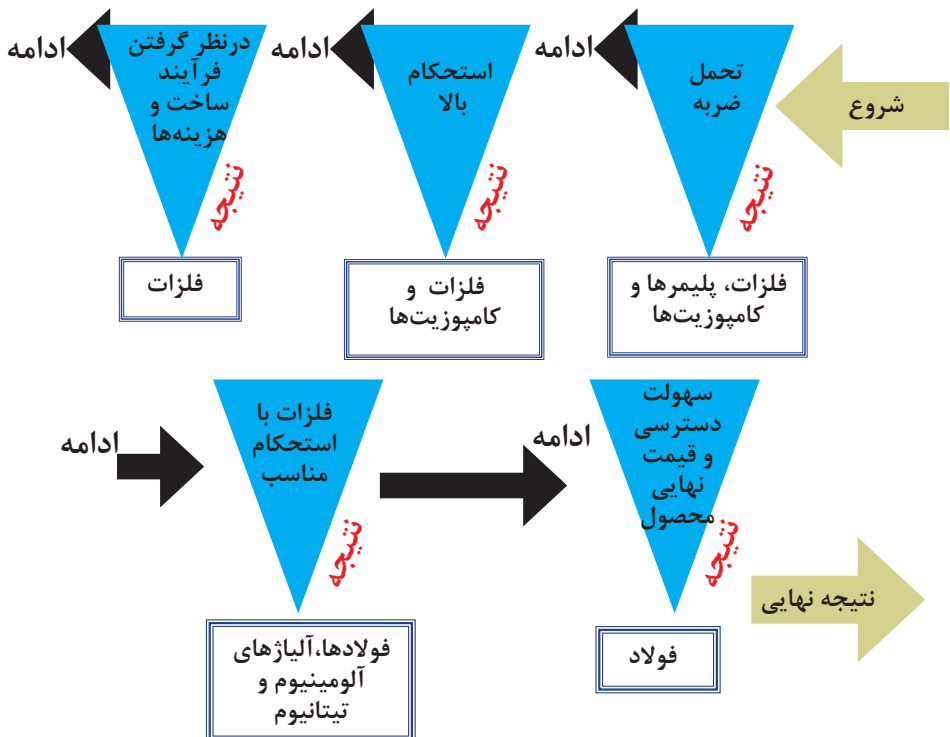 شروع
تحمل
ضربه
نتیجه
فلزات، پلیمرها و
کامپوزیت‌ها
ادامه
استحکام
بالا
نتیجه
فلزات و
کامپوزیت‌ها
ادامه
درنظر گرفتن
فرآیند
ساخت و
هزینه‌ها
نتیجه
فلزات
ادامه
ادامه
فلزات با
استحکام
مناسب
نتیجه
فولادها،آلیاژهای
آلومینیوم و
تیتانیوم
ادامه
سهولت
دسترسی
و قیمت
نهایی
محصول
نتیجه
فولاد
نتیجه نهایی